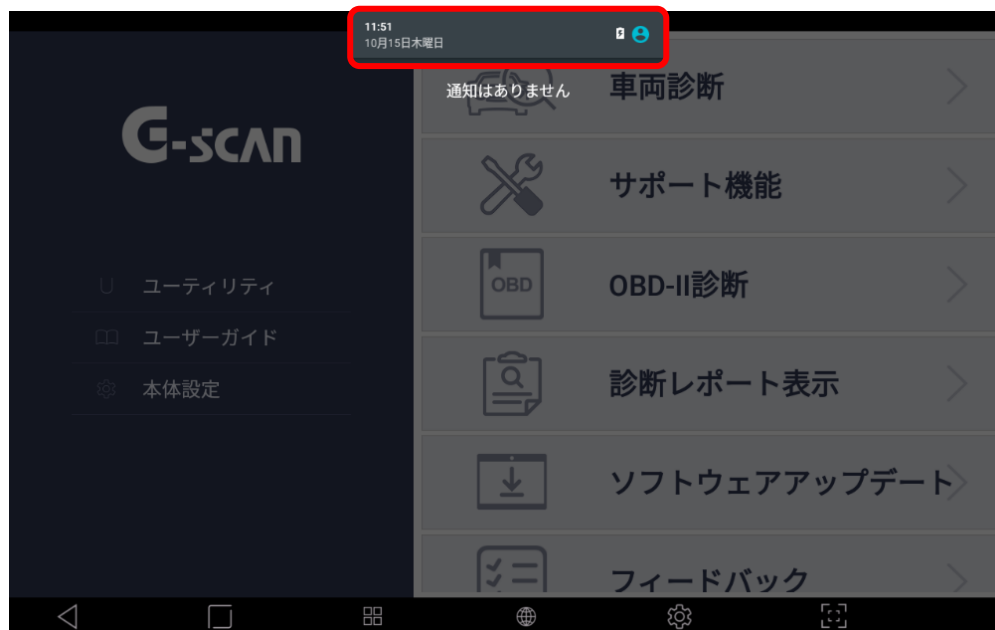 11:51
10月15日木曜日
通知はありません
G-scan
U ユーティリティ
ユーザーガイド
本体設定
車両診断
サポート機能
OBD
OBD-II診断
診断レポート表示
ソフトウェアアップデート
フィードバック